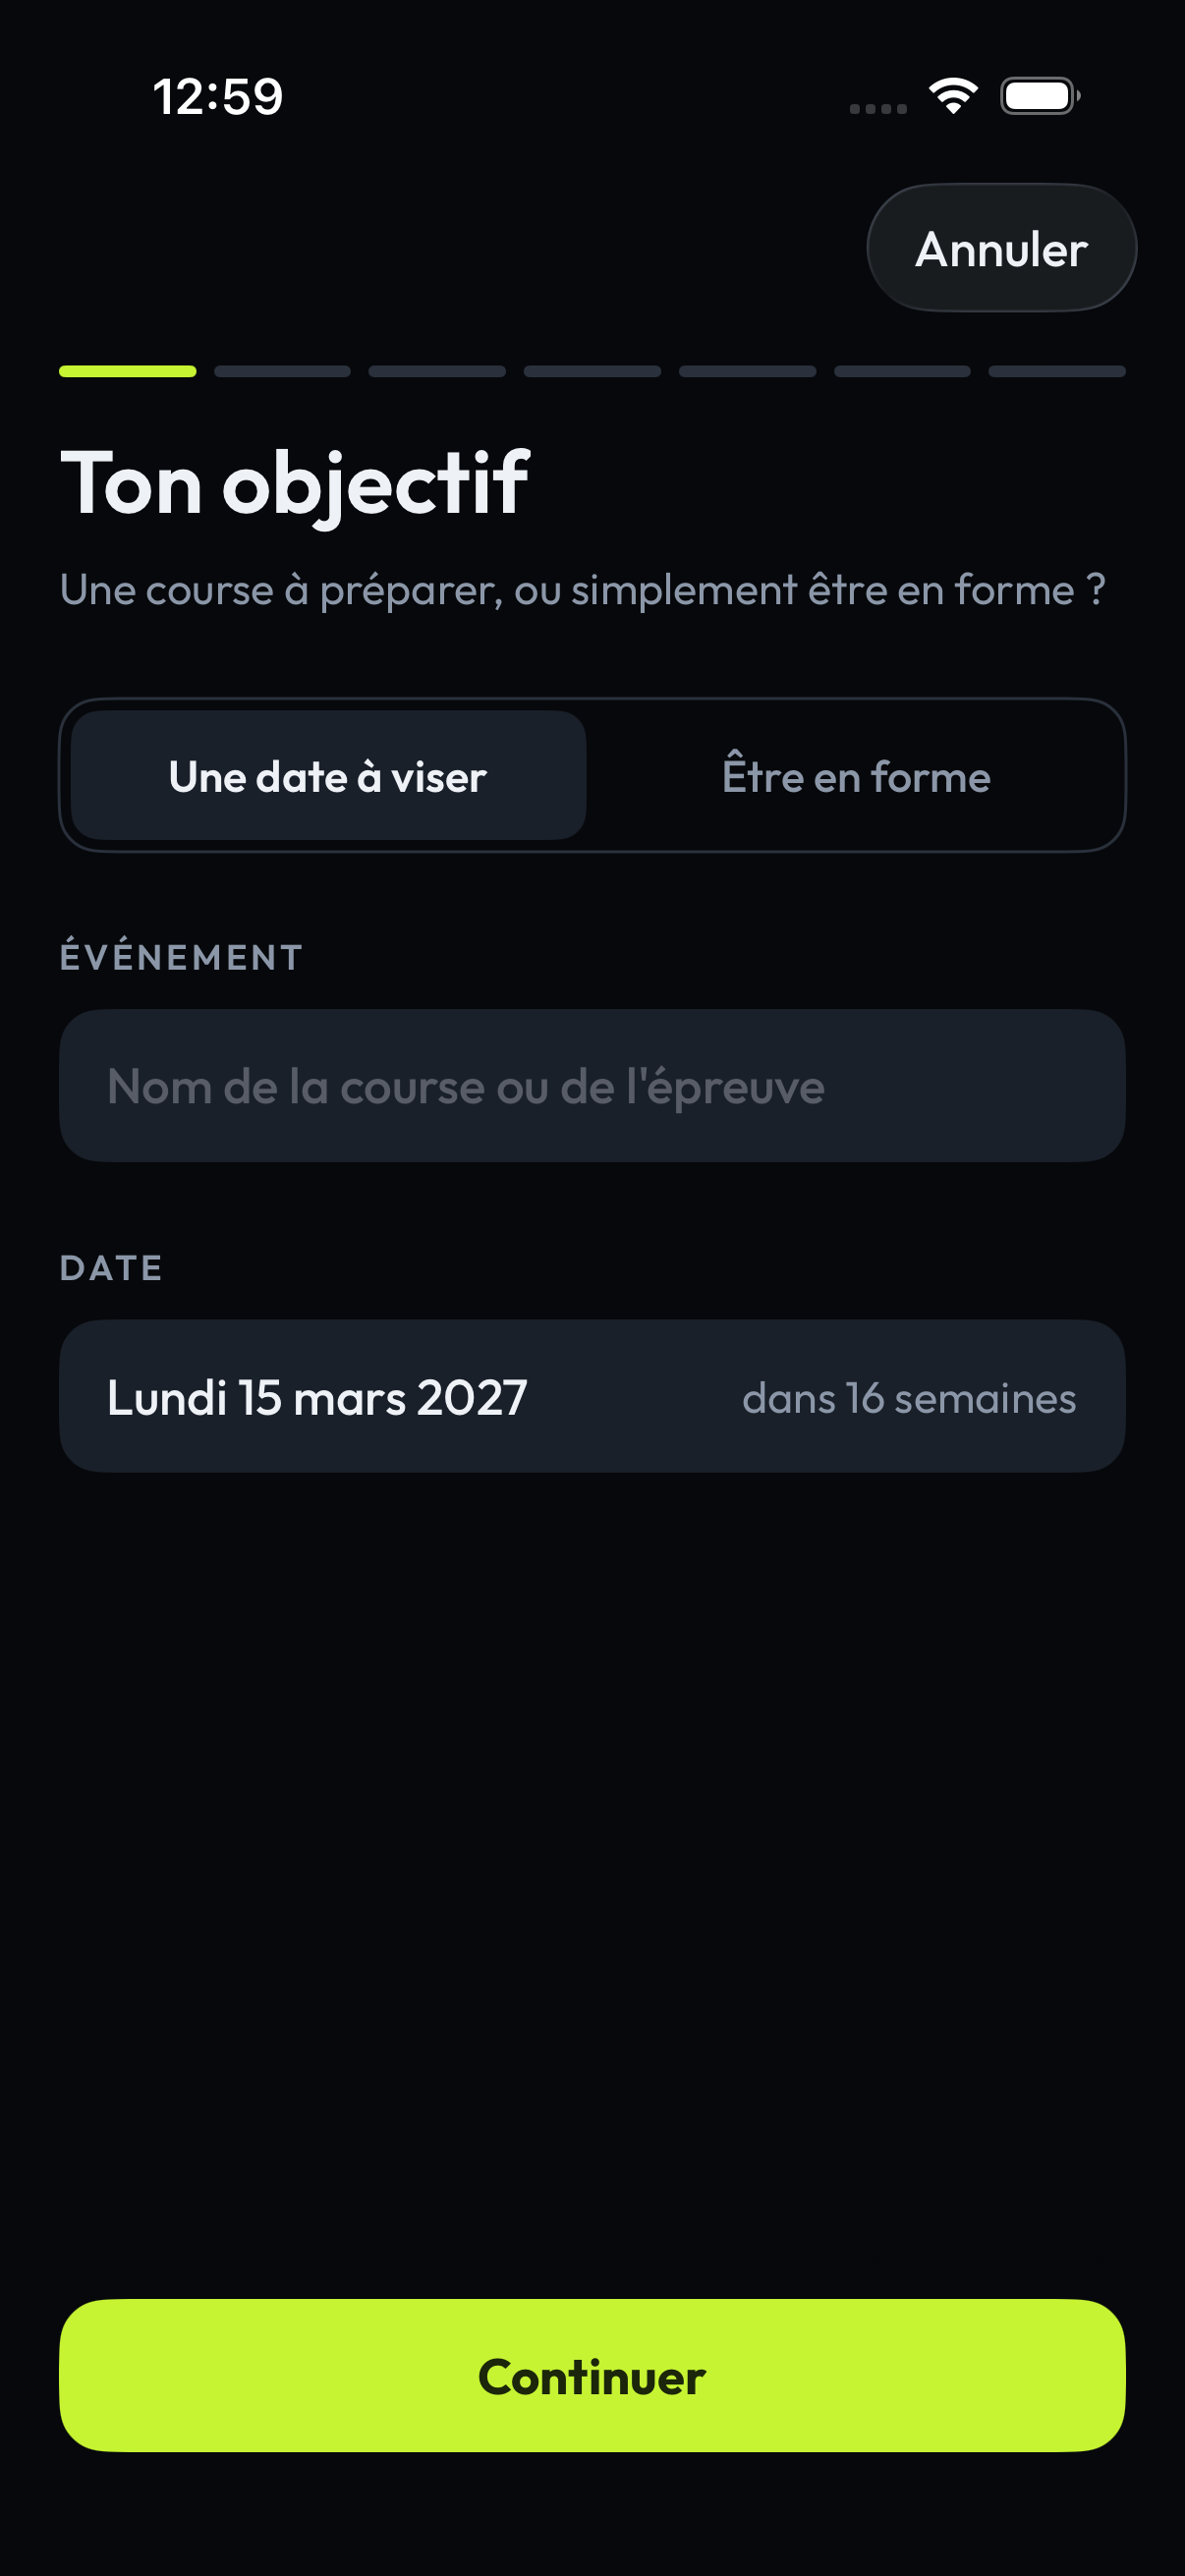 12:59
Annuler
Ton objectif
Une course à préparer, ou simplement être en forme ?
Une date à viser
Être en forme
ÉVÉNEMENT
Nom de la course ou de l'épreuve
DATE
Lundi 15 mars 2027
dans 16 semaines
Continuer